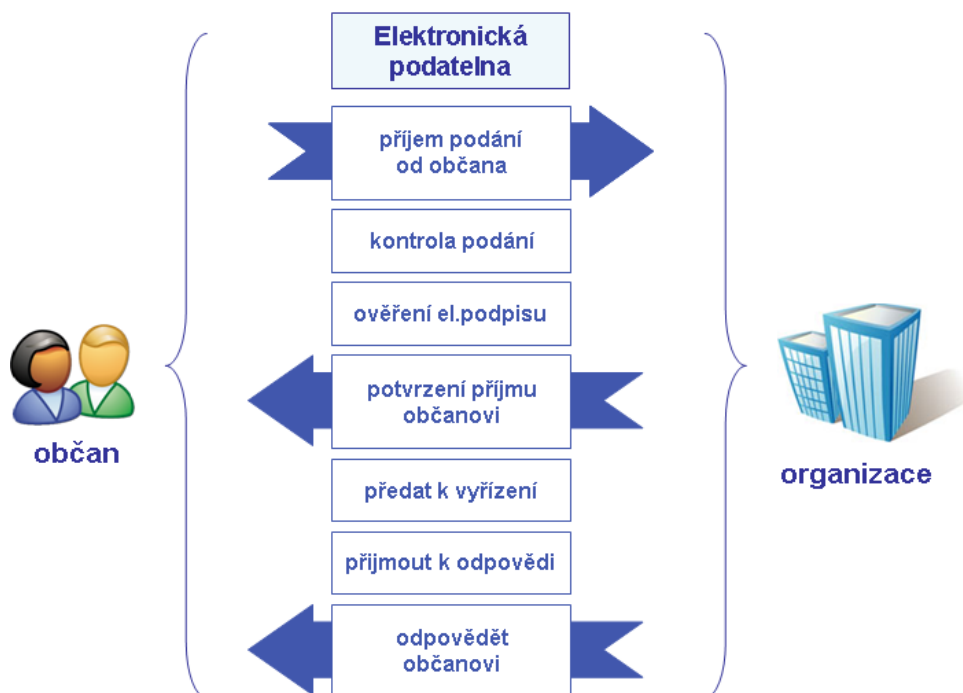 Elektronická
podatelna
příjem podání
od občana
kontrola podání
ověření el.podpisu
potvrzení příjmu
občanovi
občan
organizace
předat k vyřízení
přijmout k odpovědi
odpovědět
občanovi